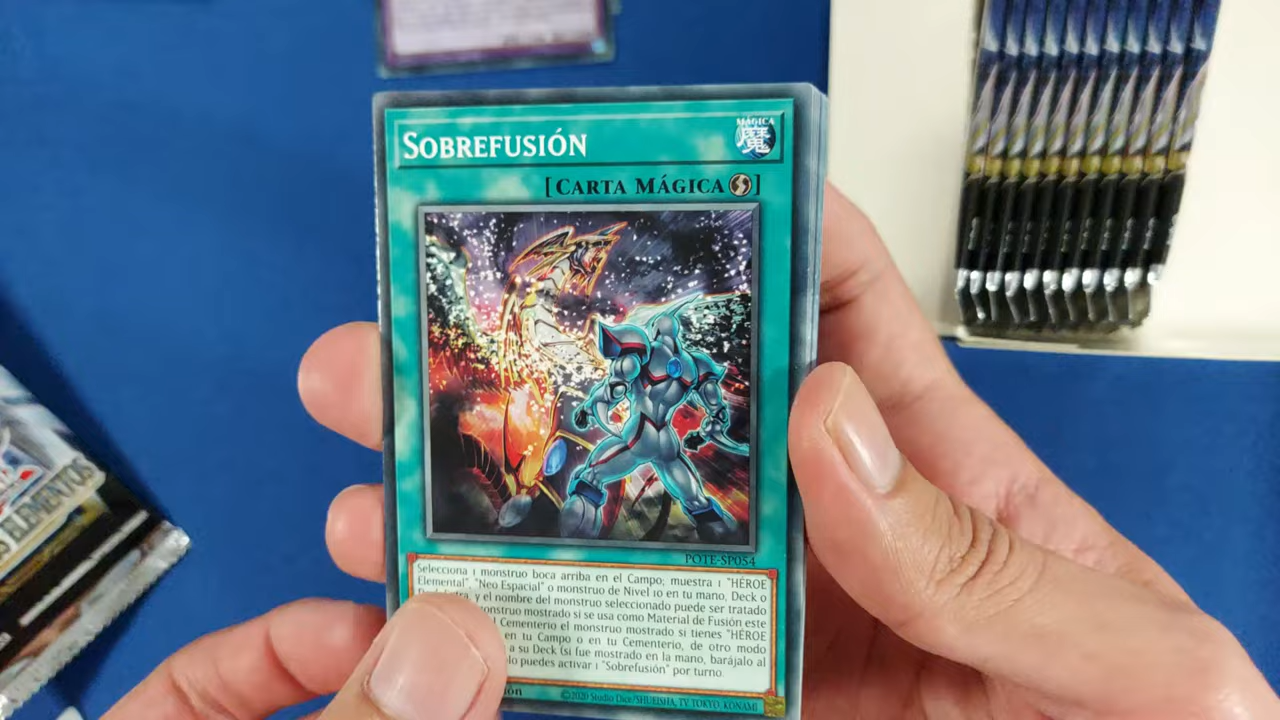 SOBREFUSIÓN
MÁGICA
魔
[CARTA MÁGICA]
POTE-SP054
Selecciona 1 monstruo boca arriba en el Campo; muestra 1 "HÉROE
Elemental", "Neo Espacial" o monstruo de Nivel 10 en tu mano, Deck o
y el nombre del monstruo seleccionado puede ser tratado
monstruo mostrado si se usa como Material de Fusión este
l Cementerio el monstruo mostrado si tienes "HÉROE
en tu Campo o en tu Cementerio, de otro modo
a su Deck (si fue mostrado en la mano, barájalo al
lo puedes activar 1 "Sobrefusión" por turno.
©2020 Studio Dice/SHUEISHA, TV TOKYO, KONAMI
ELEMENTOS